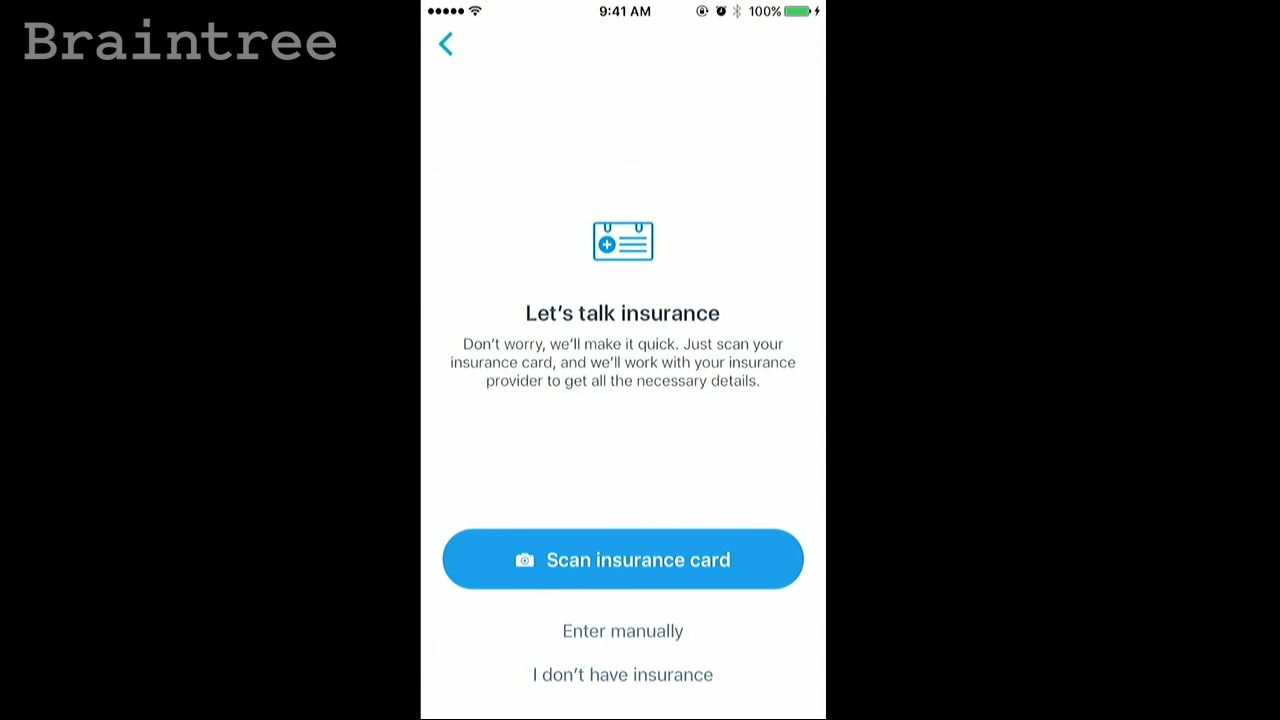 Braintree
9:41 AM
100%
Let's talk insurance
Don't worry, we'll make it quick. Just scan your
insurance card, and we'll work with your insurance
provider to get all the necessary details.
Scan insurance card
Enter manually
I don't have insurance